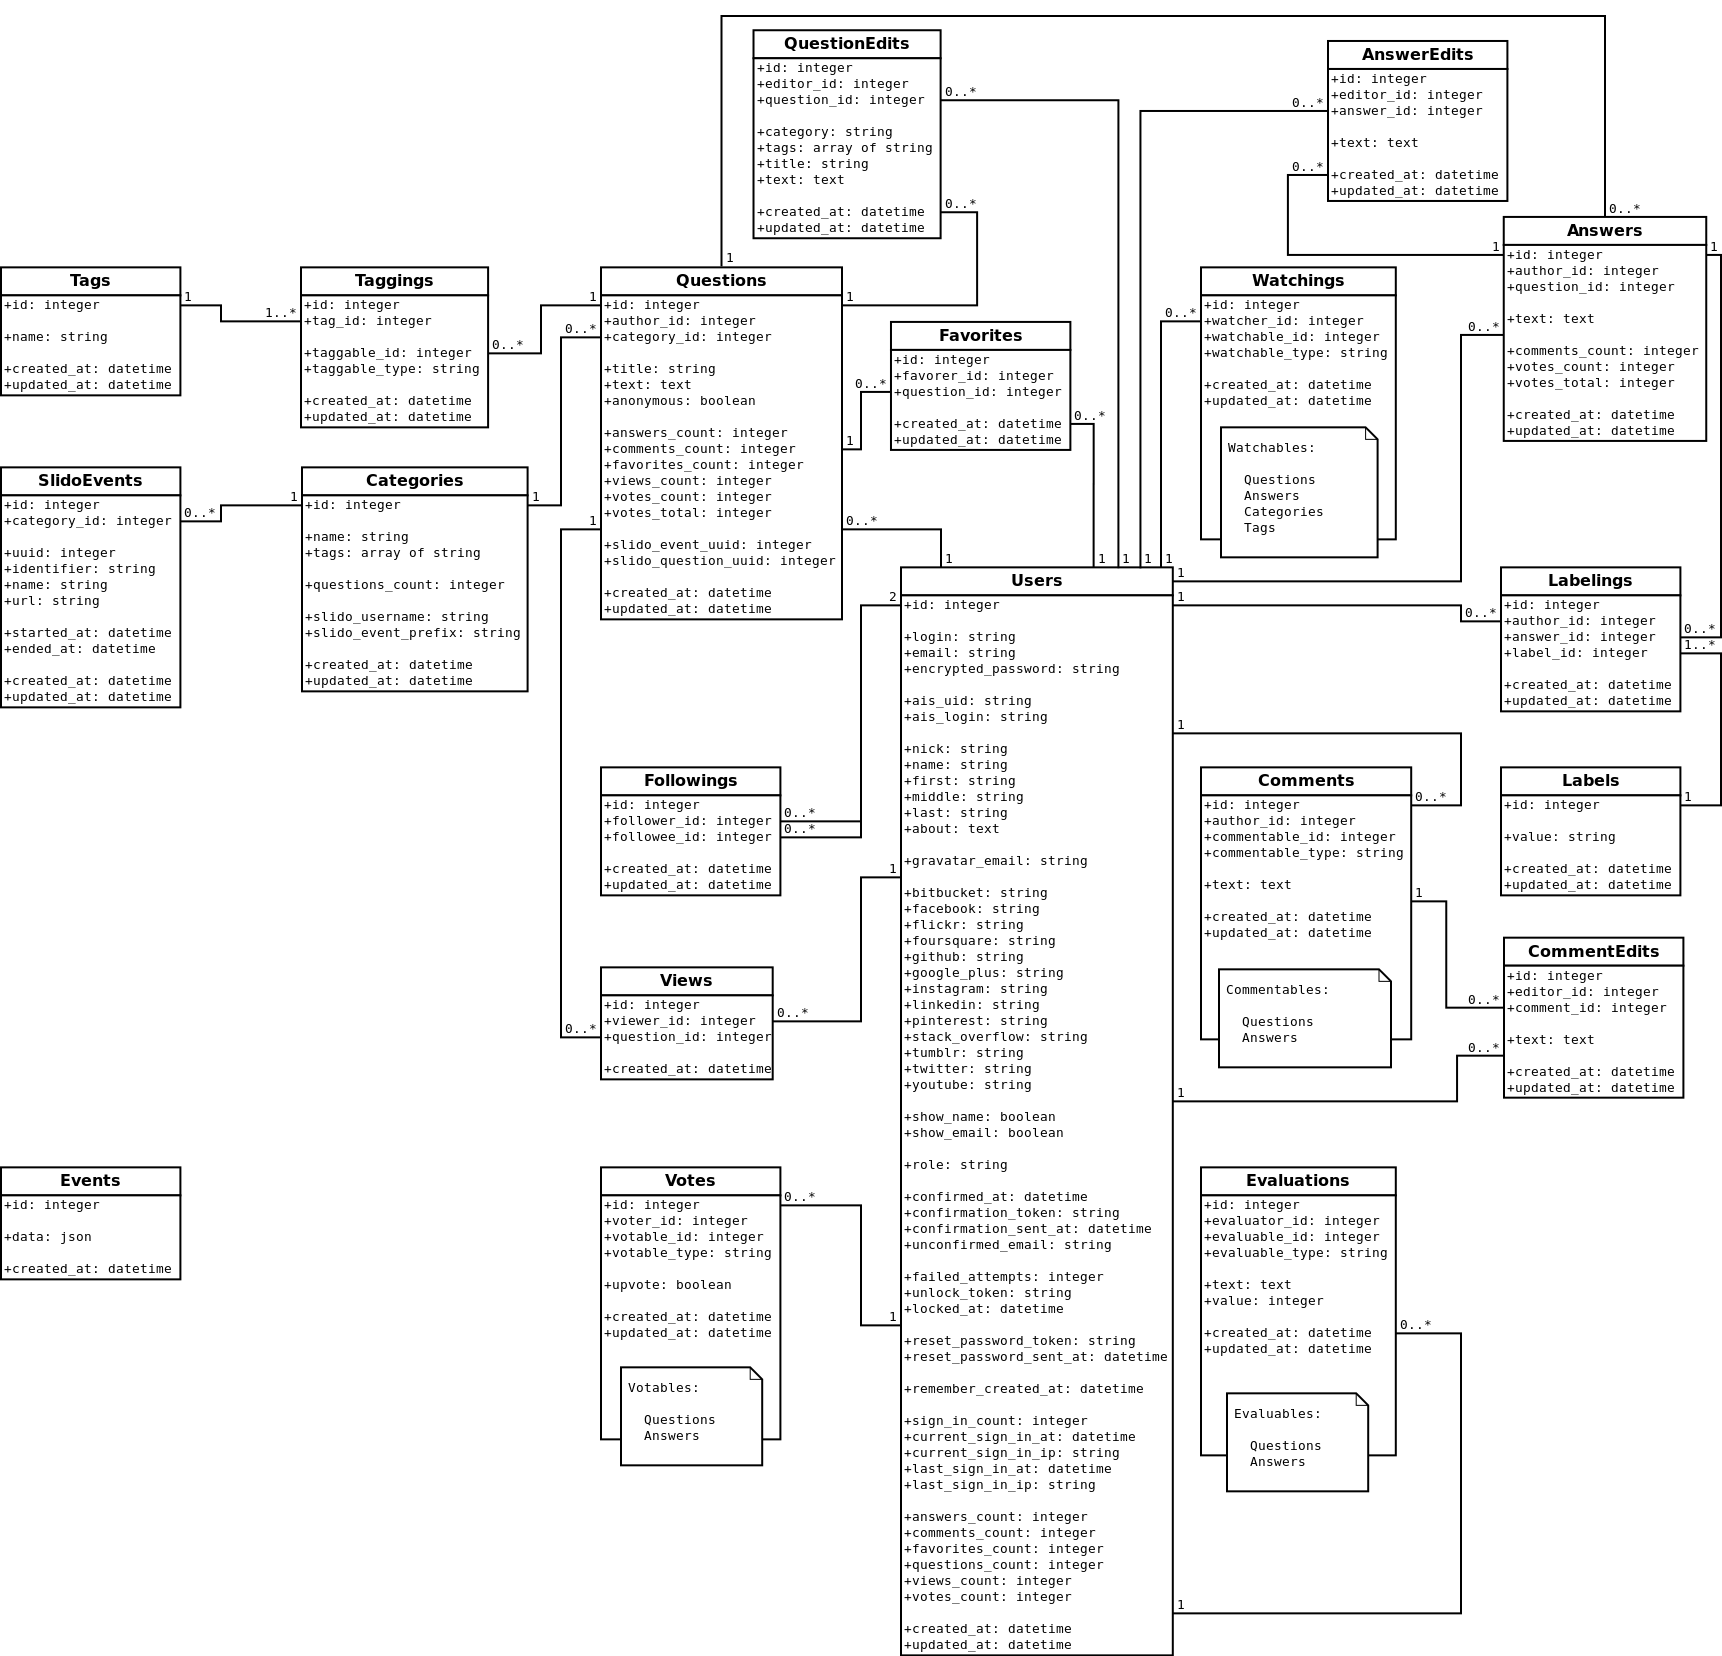 QuestionEdits
+id: integer
+editor_id: integer
+question_id: integer
+category: string
+tags: array of string
+title: string
+text: text
+created_at: datetime
+updated_at: datetime
0..*
0..*
AnswerEdits
+id: integer
+editor_id: integer
+answer_id: integer
+text: text
+created_at: datetime
+updated_at: datetime
0..*
0..*
Answers
+id: integer
+author_id: integer
+question_id: integer
+text: text
+comments_count: integer
+votes_count: integer
+votes_total: integer
+created_at: datetime
+updated_at: datetime
0..*
1
1
0..*
Tags
+id: integer
+name: string
+created_at: datetime
+updated_at: datetime
1
1..*
Taggings
+id: integer
+tag_id: integer
+taggable_id: integer
+taggable_type: string
+created_at: datetime
+updated_at: datetime
0..*
1
1
0..*
Questions
+id: integer
+author_id: integer
+category_id: integer
+title: string
+text: text
+anonymous: boolean
+answers_count: integer
+comments_count: integer
+favorites_count: integer
+views_count: integer
+votes_count: integer
+votes_total: integer
+slido_event_uuid: integer
+slido_question_uuid: integer
+created_at: datetime
+updated_at: datetime
1
1
1
0..*
0..*
Favorites
+id: integer
+favorer_id: integer
+question_id: integer
+created_at: datetime
+updated_at: datetime
0..*
0..*
Watchings
+id: integer
+watcher_id: integer
+watchable_id: integer
+watchable_type: string
+created_at: datetime
+updated_at: datetime
Watchables:
Questions
Answers
Categories
Tags
SlidoEvents
+id: integer
+category_id: integer
+uuid: integer
+identifier: string
+name: string
+url: string
+started_at: datetime
+ended_at: datetime
+created_at: datetime
+updated_at: datetime
0..*
1
Categories
+id: integer
+name: string
+tags: array of string
+questions_count: integer
+slido_username: string
+slido_event_prefix: string
+created_at: datetime
+updated_at: datetime
1
1
1
1
1
1
1
2
1
1
Users
+id: integer
+login: string
+email: string
+encrypted_password: string
+ais_uid: string
+ais_login: string
+nick: string
+name: string
+first: string
+middle: string
+last: string
+about: text
+gravatar_email: string
+bitbucket: string
+facebook: string
+flickr: string
+foursquare: string
+github: string
+google_plus: string
+instagram: string
+linkedin: string
+pinterest: string
+stack_overflow: string
+tumblr: string
+twitter: string
+youtube: string
+show_name: boolean
+show_email: boolean
+role: string
+confirmed_at: datetime
+confirmation_token: string
+confirmation_sent_at: datetime
+unconfirmed_email: string
+failed_attempts: integer
+unlock_token: string
+locked_at: datetime
+reset_password_token: string
+reset_password_sent_at: datetime
+remember_created_at: datetime
+sign_in_count: integer
+current_sign_in_at: datetime
+current_sign_in_ip: string
+last_sign_in_at: datetime
+last_sign_in_ip: string
+answers_count: integer
+comments_count: integer
+favorites_count: integer
+questions_count: integer
+views_count: integer
+votes_count: integer
+created_at: datetime
+updated_at: datetime
1
1
1
1
1
Labelings
+id: integer
+author_id: integer
+answer_id: integer
+label_id: integer
+created_at: datetime
+updated_at: datetime
0..*
0..*
1..*
Followings
+id: integer
+follower_id: integer
+followee_id: integer
+created_at: datetime
+updated_at: datetime
0..*
0..*
Comments
+id: integer
+author_id: integer
+commentable_id: integer
+commentable_type: string
+text: text
+created_at: datetime
+updated_at: datetime
Commentables:
Questions
Answers
0..*
1
Labels
+id: integer
+value: string
+created_at: datetime
+updated_at: datetime
1
CommentEdits
+id: integer
+editor_id: integer
+comment_id: integer
+text: text
+created_at: datetime
+updated_at: datetime
0..*
0..*
Views
+id: integer
+viewer_id: integer
+question_id: integer
+created_at: datetime
0..*
0..*
Events
+id: integer
+data: json
+created_at: datetime
Votes
+id: integer
+voter_id: integer
+votable_id: integer
+votable_type: string
+upvote: boolean
+created_at: datetime
+updated_at: datetime
Votables:
Questions
Answers
0..*
Evaluations
+id: integer
+evaluator_id: integer
+evaluable_id: integer
+evaluable_type: string
+text: text
+value: integer
+created_at: datetime
+updated_at: datetime
Evaluables:
Questions
Answers
0..*